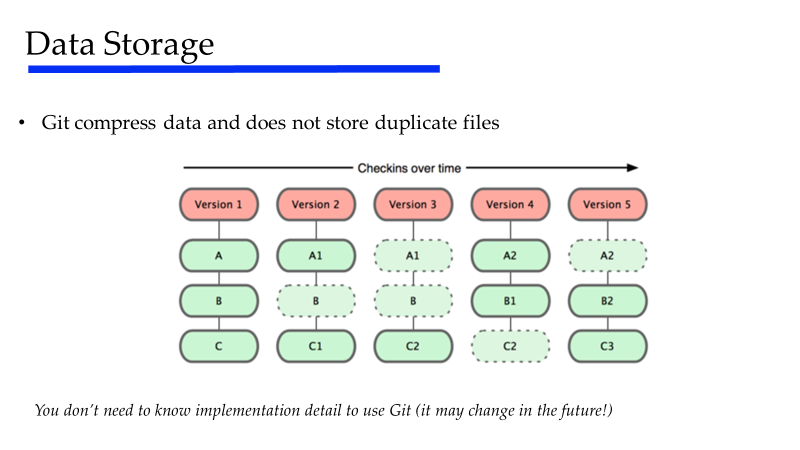 Data Storage
• Git compress data and does not store duplicate files
Checkins over time
Version 1 Version 2 Version 3 Version 4 Version 5
A A1 A1 A2 A2
B B B B1 B2
C C1 C2 C2 C3
You don't need to know implementation detail to use Git (it may change in the future!)